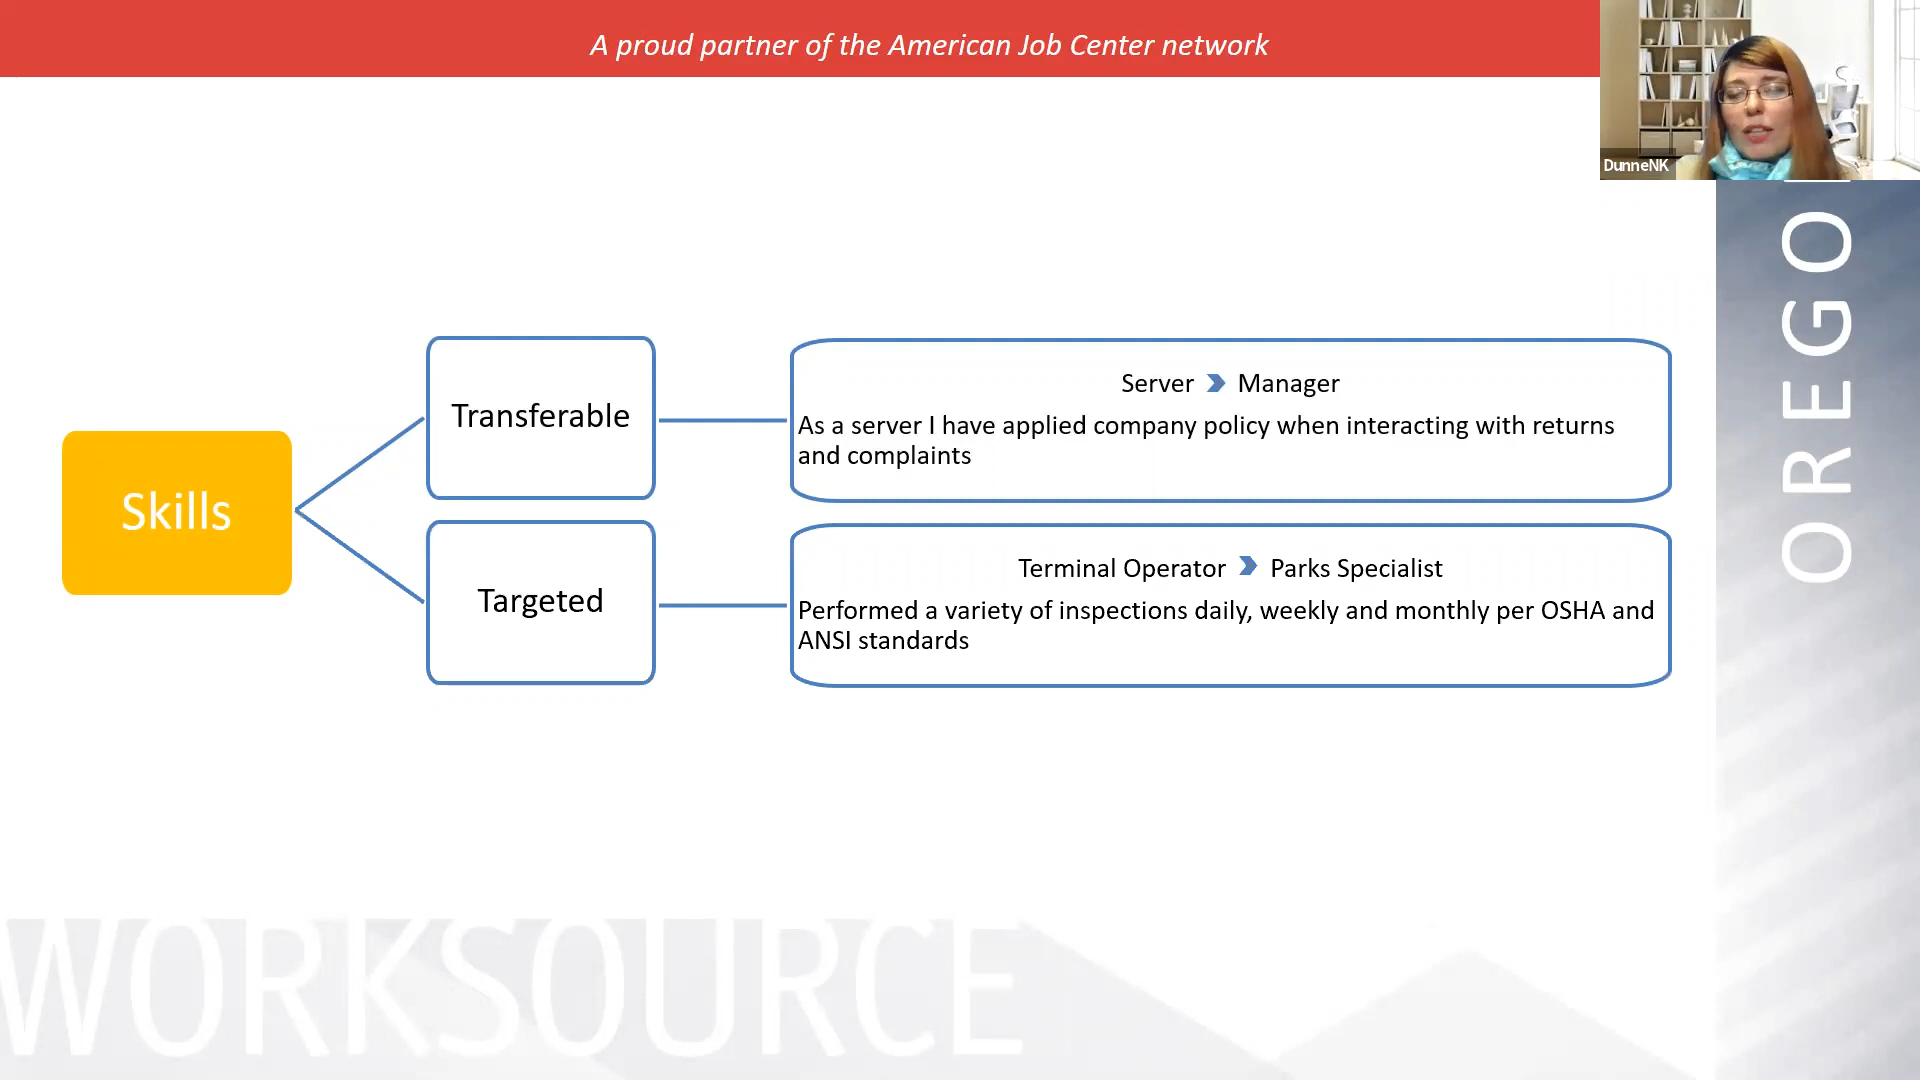 A proud partner of the American Job Center network
DunneNK
OREGO
Skills
Transferable
Server Manager
As a server I have applied company policy when interacting with returns
and complaints
Targeted
Terminal Operator Parks Specialist
Performed a variety of inspections daily, weekly and monthly per OSHA and
ANSI standards
WORKSOURCE